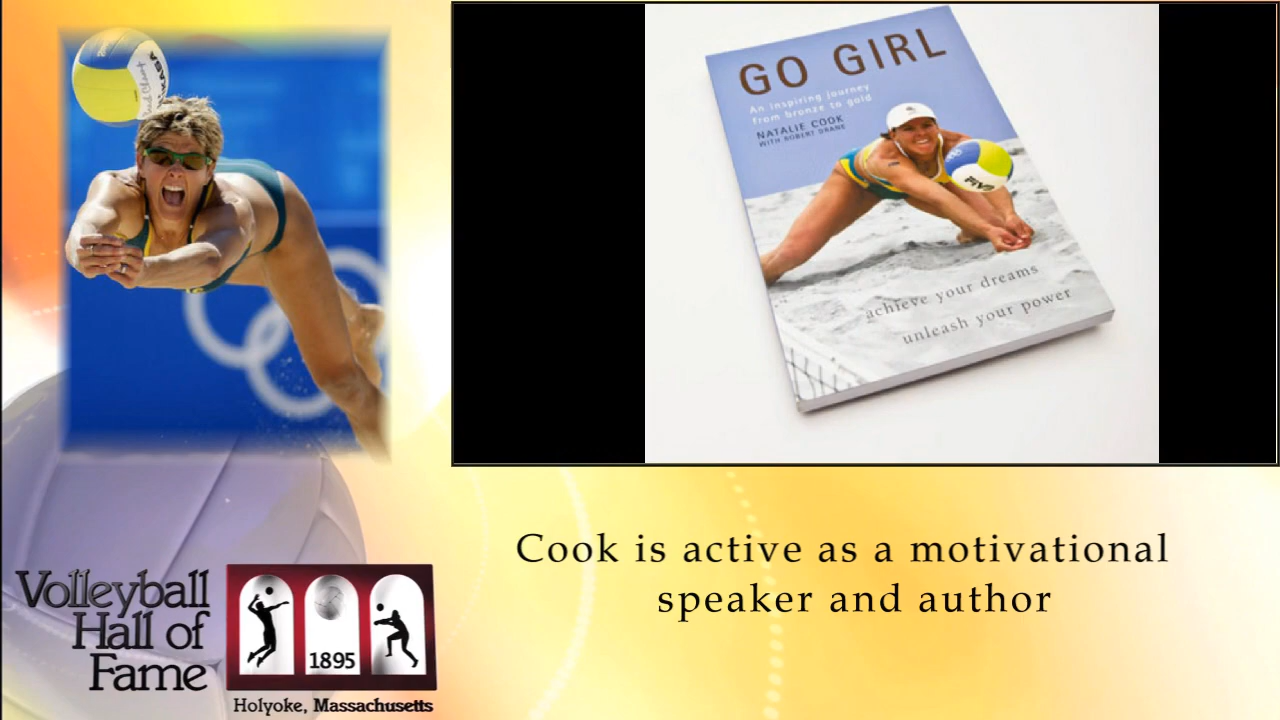 GO GIRL
An inspiring journey
from bronze to gold
NATALIE COOK
WITH ROBERT DRANE
FIVB
achieve your dreams
unleash your power
Cook is active as a motivational
speaker and author
Volleyball
Hall of
Fame
1895
Holyoke, Massachusetts